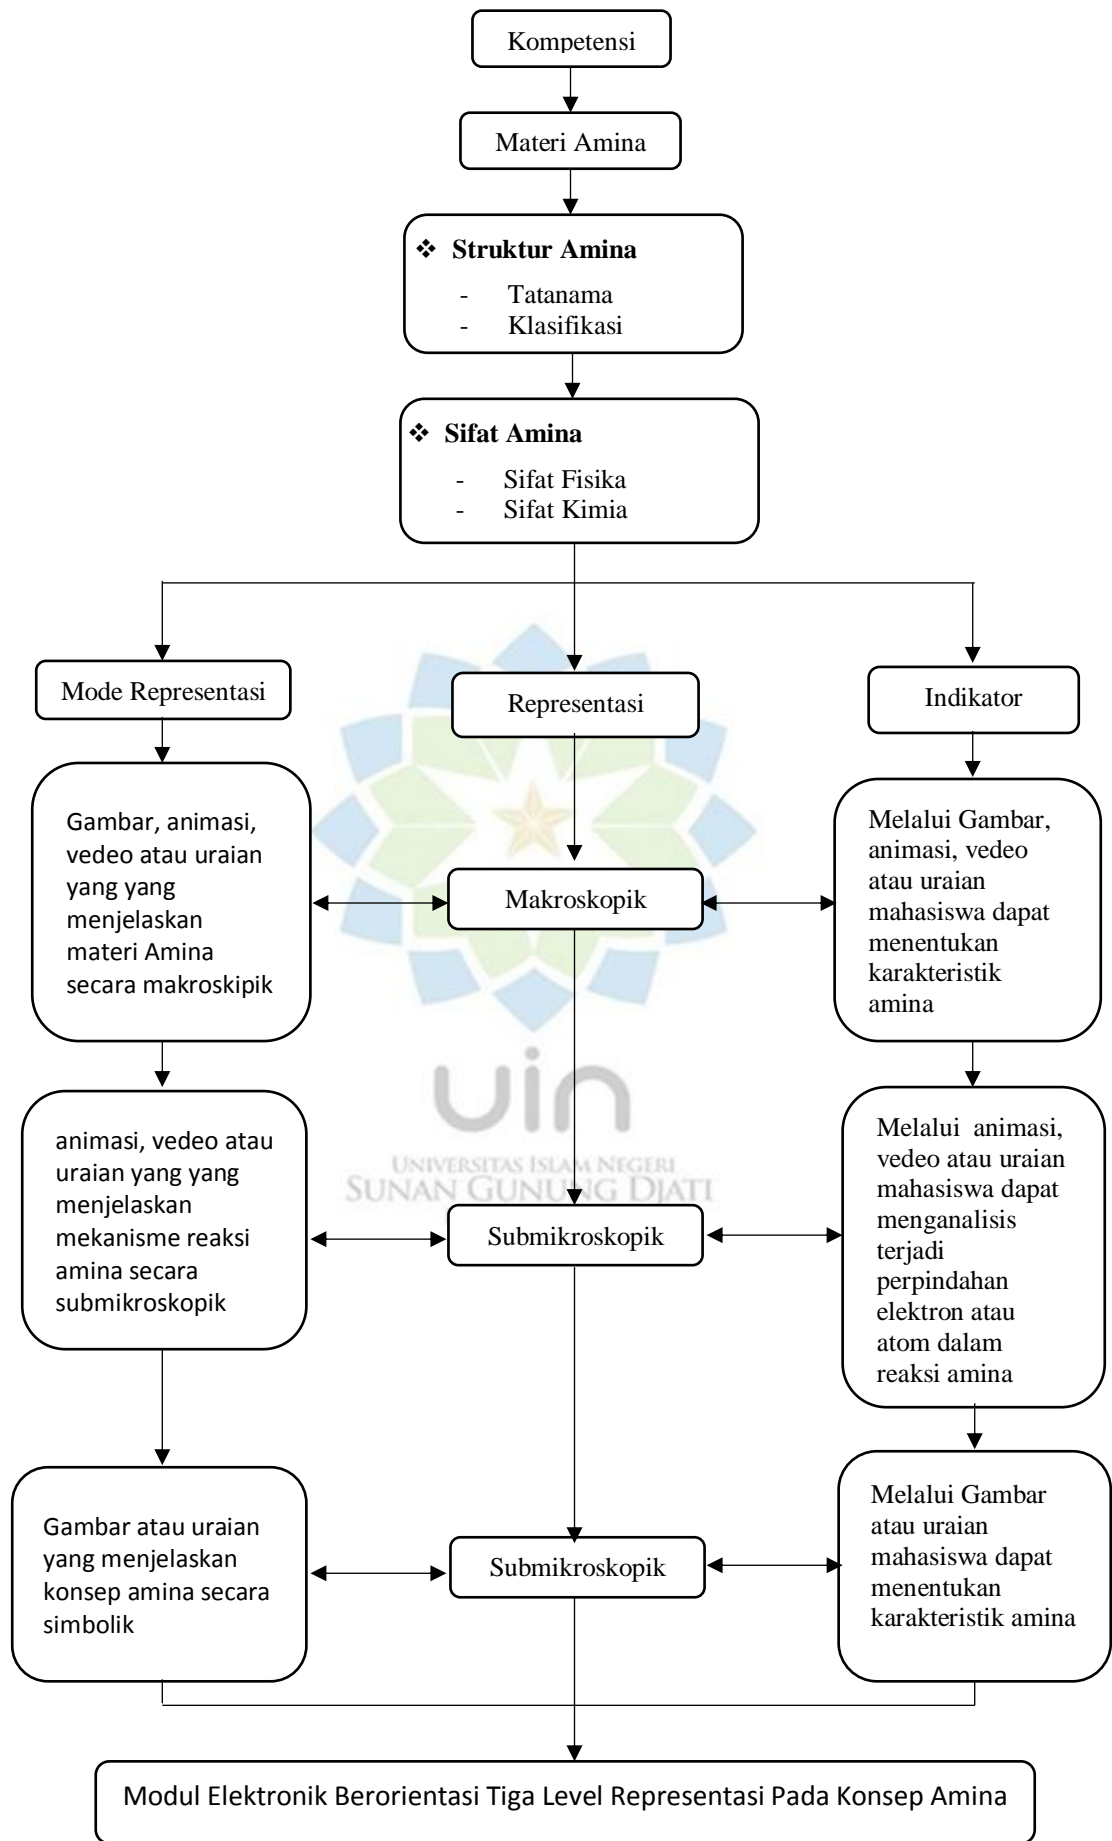 Kompetensi
Materi Amina
❖ Struktur Amina
- Tatanama
- Klasifikasi
❖ Sifat Amina
- Sifat Fisika
- Sifat Kimia
Mode Representasi
Representasi
Indikator
Gambar, animasi,
vedeo atau uraian
yang yang
menjelaskan
materi Amina
secara makroskipik
Makroskopik
Melalui Gambar,
animasi, vedeo
atau uraian
mahasiswa dapat
menentukan
karakteristik
amina
uin
UNIVERSITAS ISLAM NEGERI
SUNAN GUNUNG DJATI
animasi, vedeo atau
uraian yang yang
menjelaskan
mekanisme reaksi
amina secara
submikroskopik
Submikroskopik
Melalui animasi,
vedeo atau uraian
mahasiswa dapat
menganalisis
terjadi
perpindahan
elektron atau
atom dalam
reaksi amina
Gambar atau uraian
yang menjelaskan
konsep amina secara
simbolik
Submikroskopik
Melalui Gambar
atau uraian
mahasiswa dapat
menentukan
karakteristik amina
Modul Elektronik Berorientasi Tiga Level Representasi Pada Konsep Amina